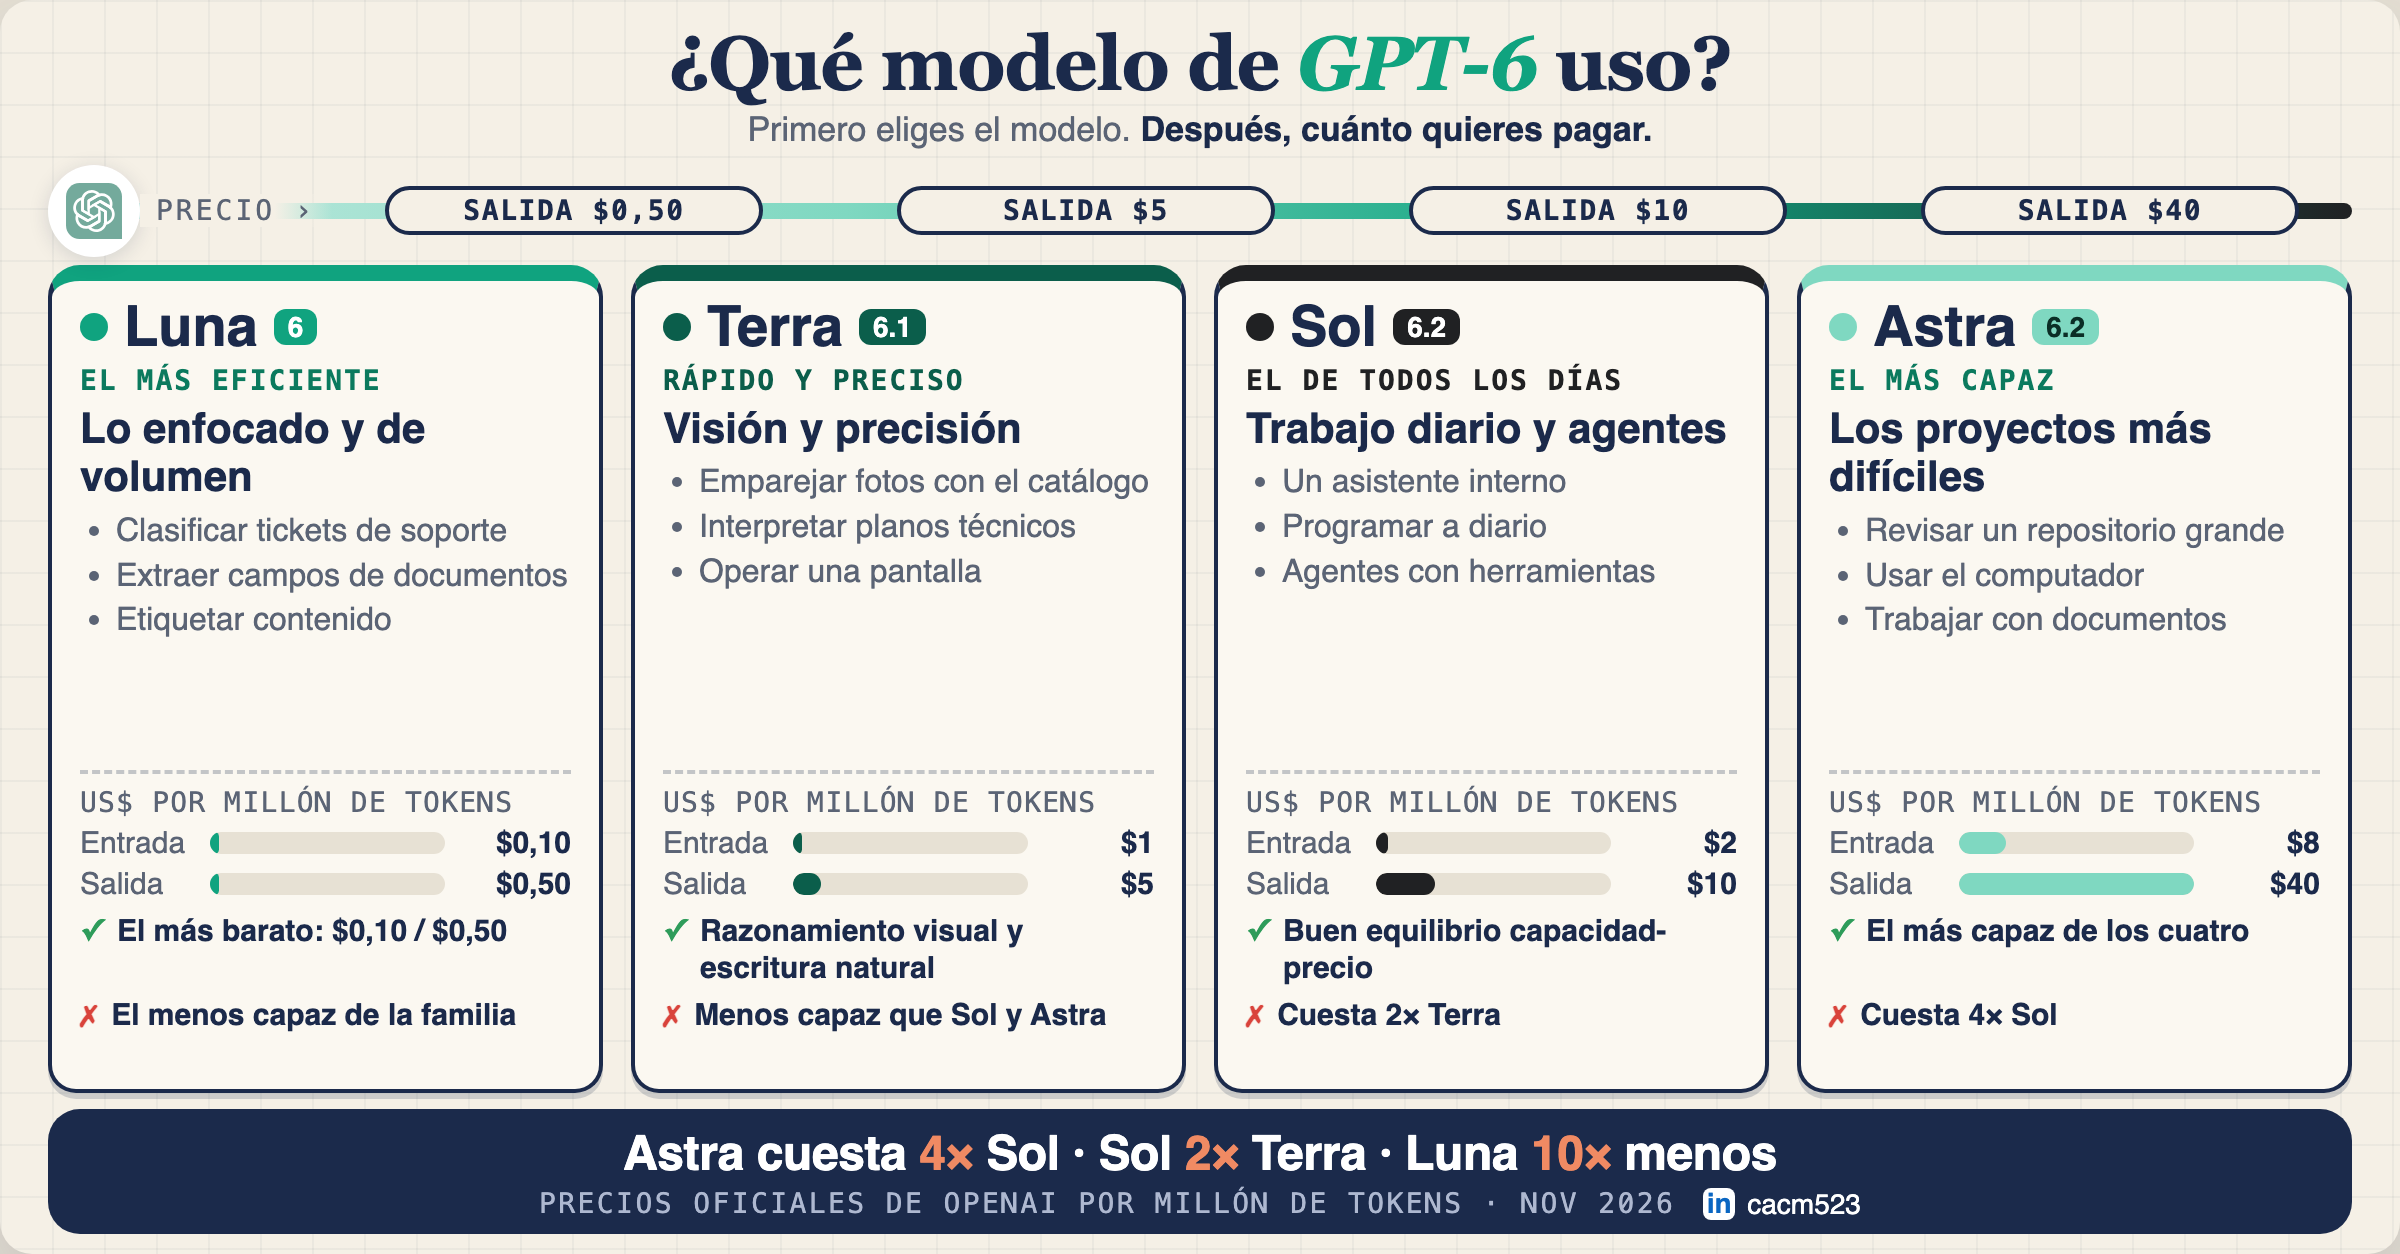 ¿Qué modelo de GPT-6 uso?
Primero eliges el modelo. Después, cuánto quieres pagar.
PRECIO ›
SALIDA $0,50
SALIDA $5
SALIDA $10
SALIDA $40
Luna 6
EL MÁS EFICIENTE
Lo enfocado y de
volumen
• Clasificar tickets de soporte
• Extraer campos de documentos
• Etiquetar contenido
US$ POR MILLÓN DE TOKENS
Entrada $0,10
Salida $0,50
✓ El más barato: $0,10 / $0,50
✗ El menos capaz de la familia
Terra 6.1
RÁPIDO Y PRECISO
Visión y precisión
• Emparejar fotos con el catálogo
• Interpretar planos técnicos
• Operar una pantalla
US$ POR MILLÓN DE TOKENS
Entrada $1
Salida $5
✓ Razonamiento visual y
escritura natural
✗ Menos capaz que Sol y Astra
Sol 6.2
EL DE TODOS LOS DÍAS
Trabajo diario y agentes
• Un asistente interno
• Programar a diario
• Agentes con herramientas
US$ POR MILLÓN DE TOKENS
Entrada $2
Salida $10
✓ Buen equilibrio capacidad-
precio
✗ Cuesta 2× Terra
Astra 6.2
EL MÁS CAPAZ
Los proyectos más
difíciles
• Revisar un repositorio grande
• Usar el computador
• Trabajar con documentos
US$ POR MILLÓN DE TOKENS
Entrada $8
Salida $40
✓ El más capaz de los cuatro
✗ Cuesta 4× Sol
Astra cuesta 4× Sol · Sol 2× Terra · Luna 10× menos
PRECIOS OFICIALES DE OPENAI POR MILLÓN DE TOKENS · NOV 2026 in cacm523